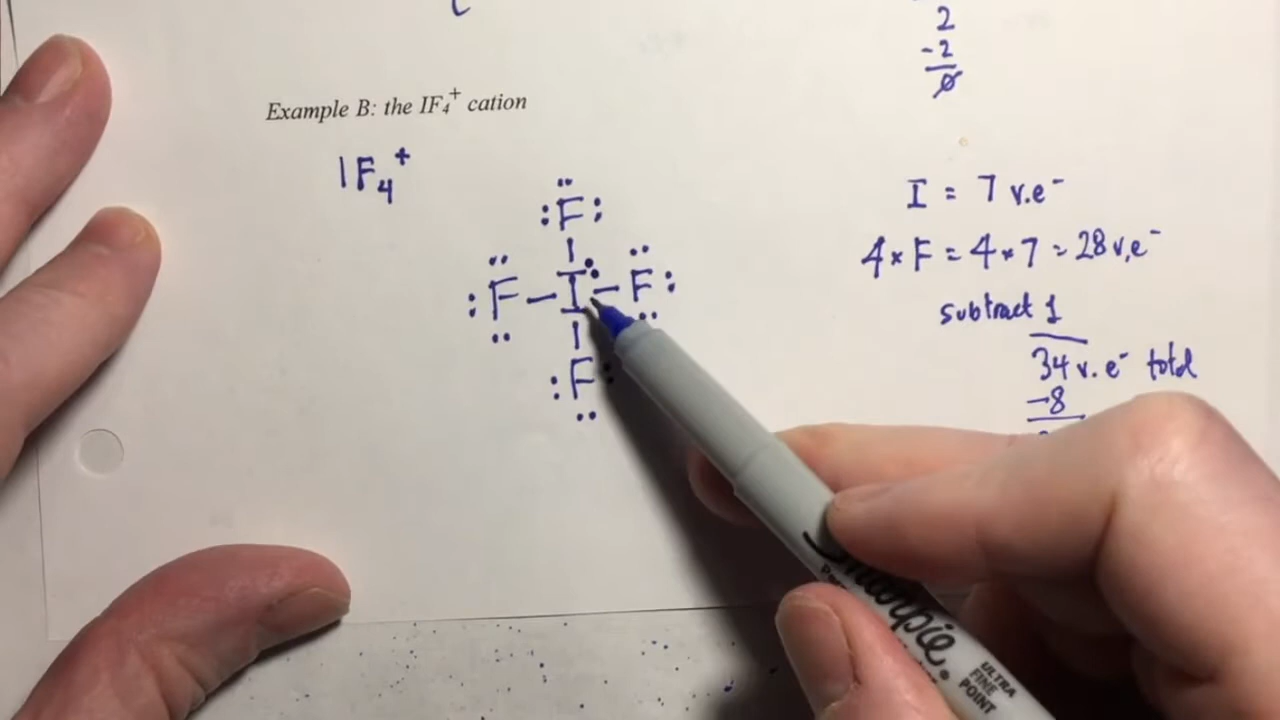 2
-2
0
Example B: the IF₄⁺ cation
IF₄⁺
I = 7 v.e⁻
4 × F = 4 × 7 = 28 v.e⁻
subtract 1
34 v.e⁻ total
-8
:F:
:F-I-F:
:F:
Sharpie.
ULTRA
FINE
POINT